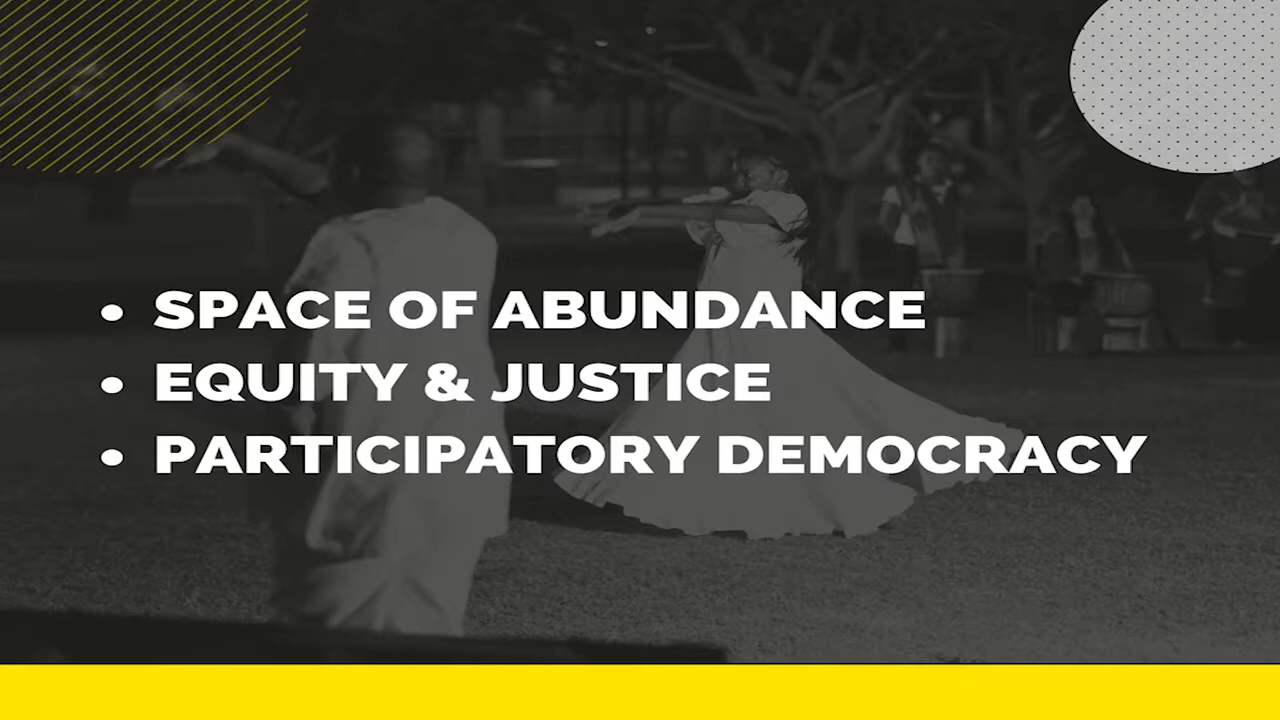 • SPACE OF ABUNDANCE
• EQUITY & JUSTICE
• PARTICIPATORY DEMOCRACY